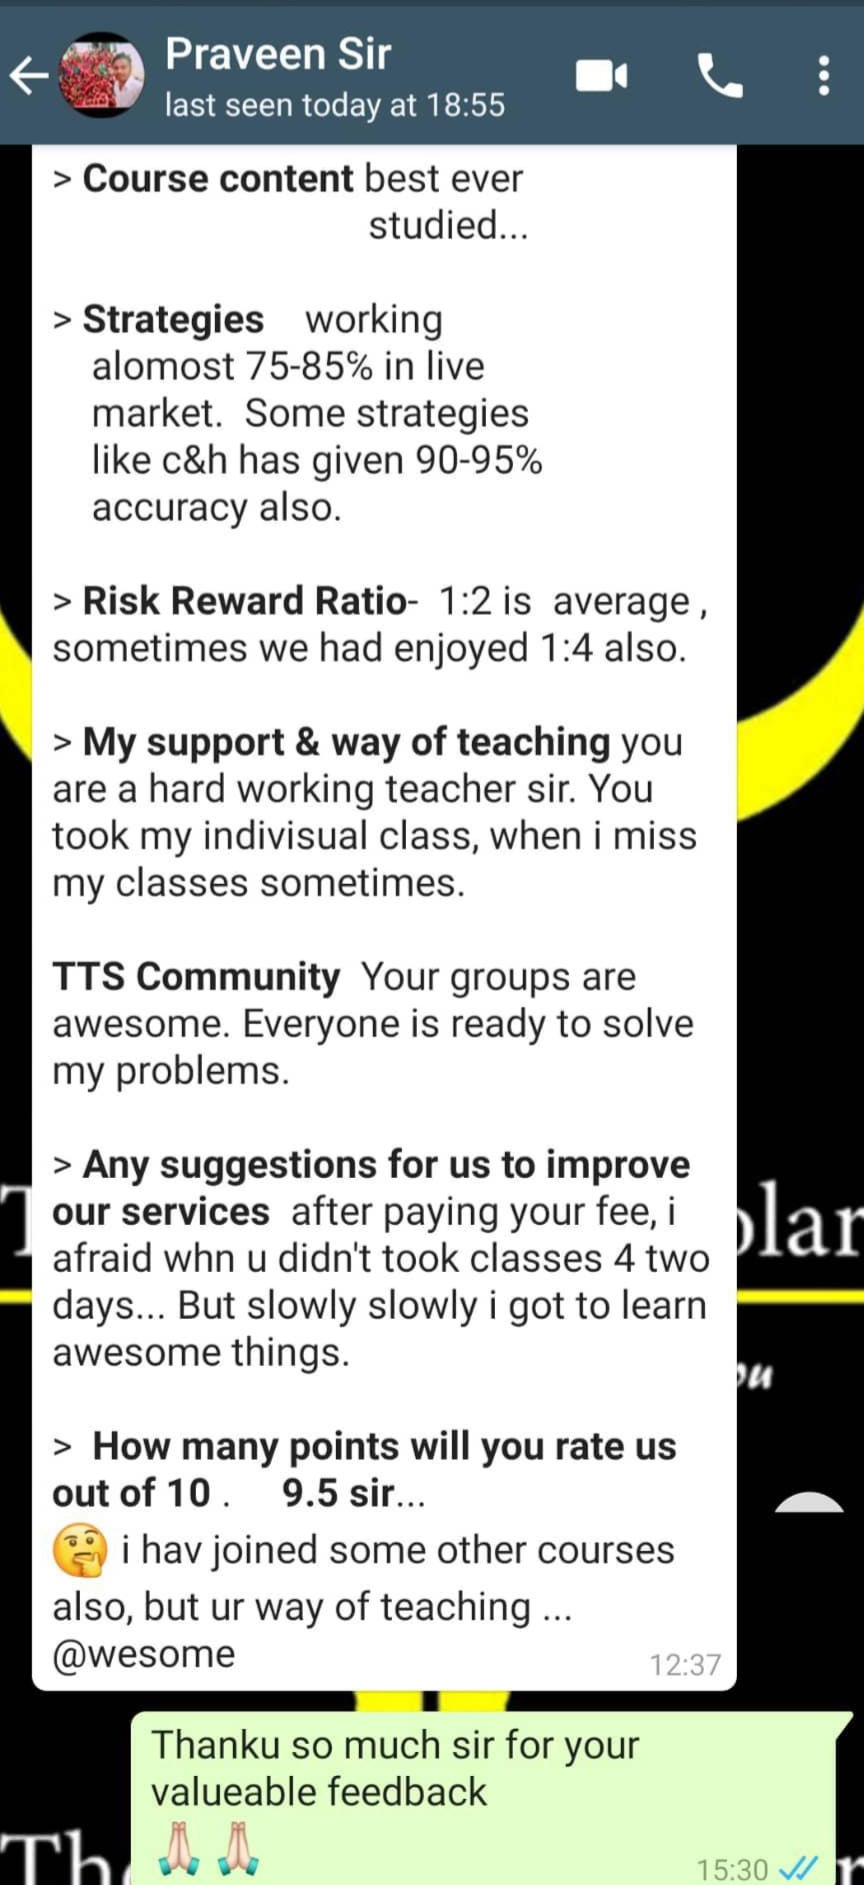 Praveen Sir
last seen today at 18:55
> Course content best ever
studied...
> Strategies working
alomost 75-85% in live
market. Some strategies
like c&h has given 90-95%
accuracy also.
> Risk Reward Ratio- 1:2 is average ,
sometimes we had enjoyed 1:4 also.
> My support & way of teaching you
are a hard working teacher sir. You
took my indivisual class, when i miss
my classes sometimes.
TTS Community Your groups are
awesome. Everyone is ready to solve
my problems.
> Any suggestions for us to improve
our services after paying your fee, i
afraid whn u didn't took classes 4 two
days... But slowly slowly i got to learn
awesome things.
> How many points will you rate us
out of 10 . 9.5 sir...
🤔 i hav joined some other courses
also, but ur way of teaching ...
@wesome
12:37
Thanku so much sir for your
valueable feedback
🙏🏻 🙏🏻
15:30